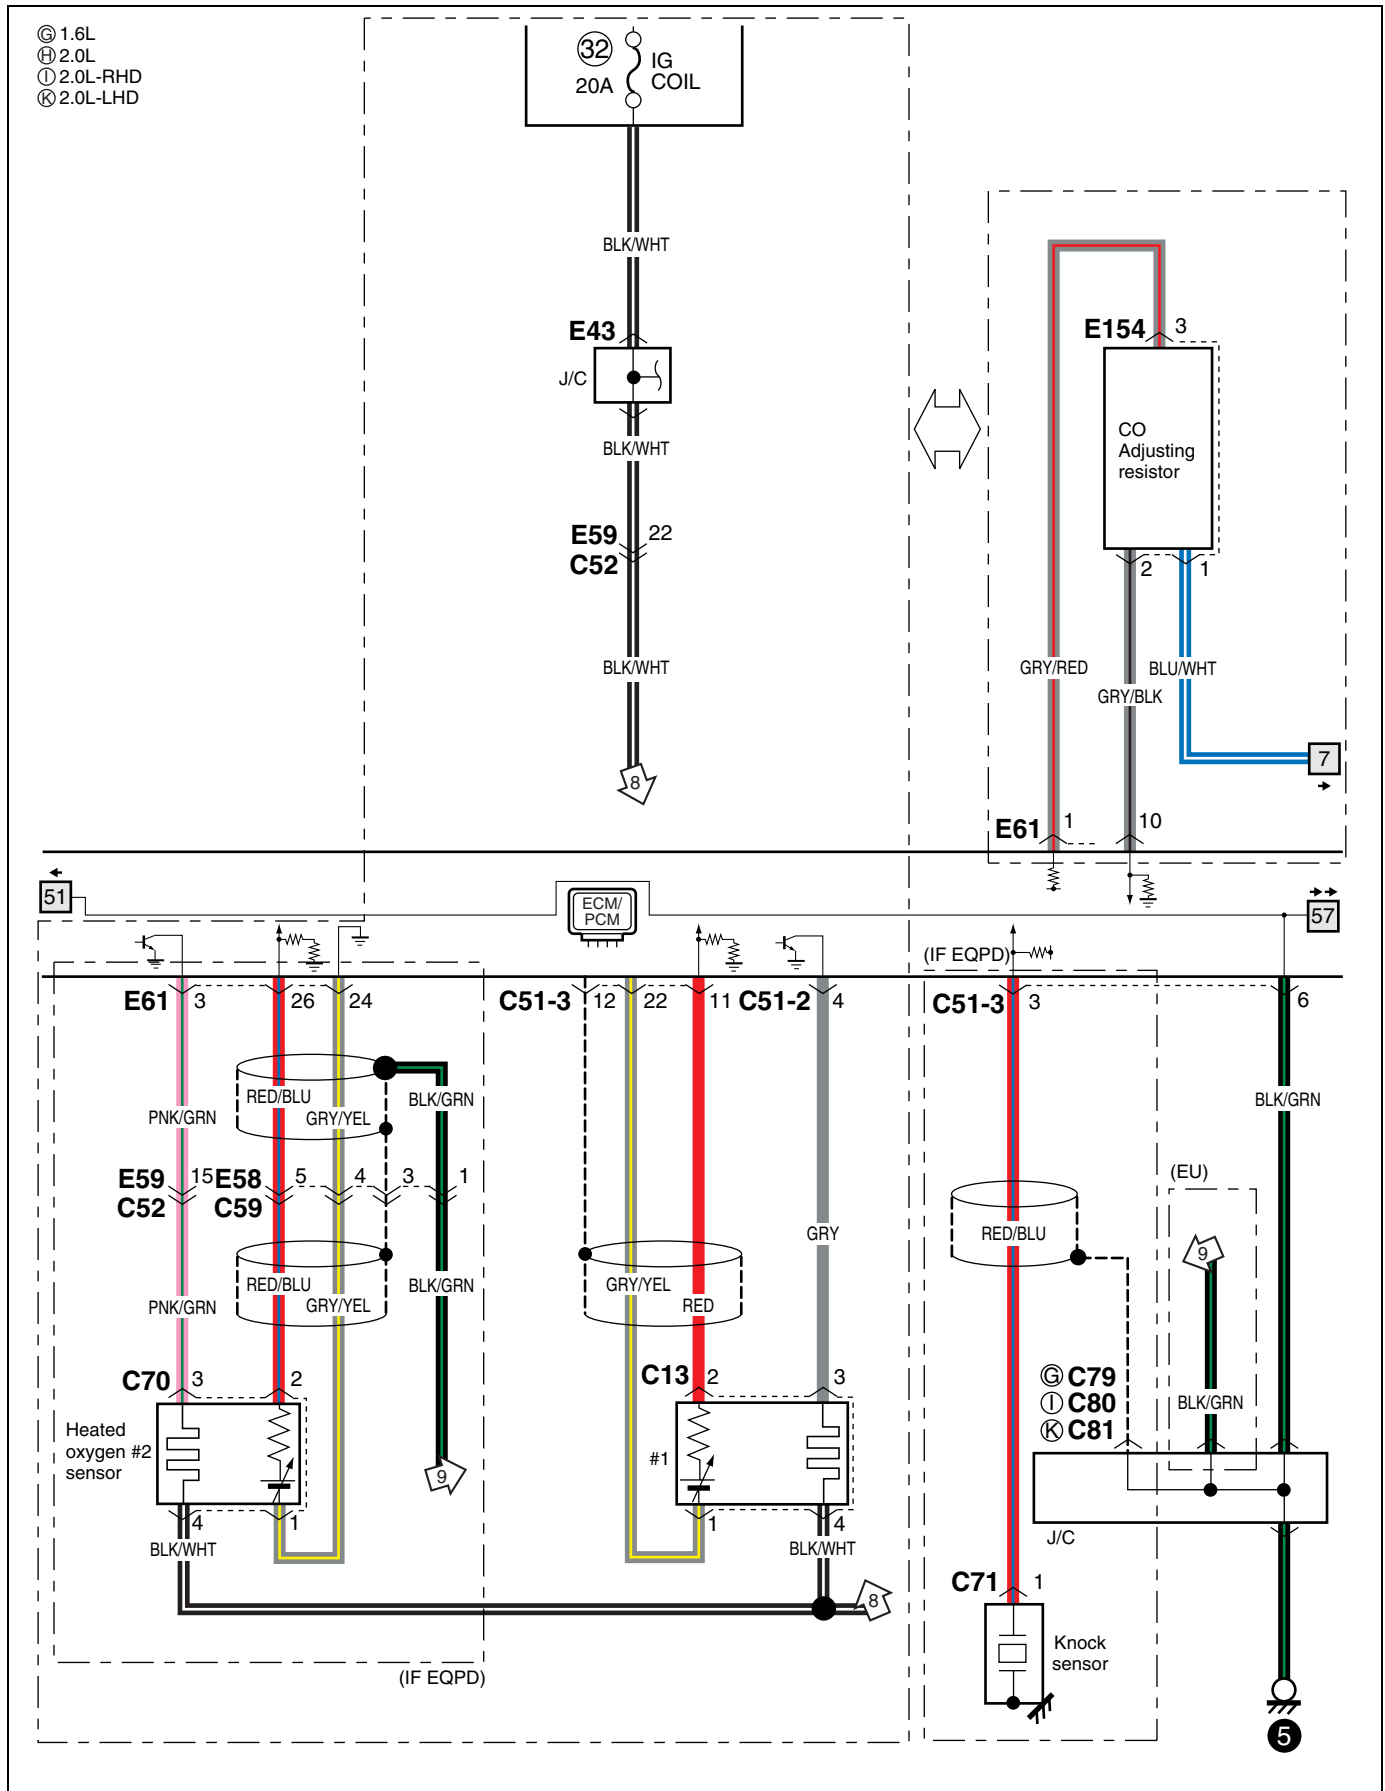 G 1.6L
H 2.0L
I 2.0L-RHD
K 2.0L-LHD
32
20A
IG
COIL
BLK/WHT
E43
J/C
BLK/WHT
E59
22
C52
BLK/WHT
8
E154
3
CO
Adjusting
resistor
2
1
GRY/RED
BLU/WHT
GRY/BLK
7
E61
1
10
51
ECM/
PCM
57
(IF EQPD)
E61
3
26
24
C51-3
12
22
11
C51-2
4
C51-3
3
6
RED/BLU
BLK/GRN
PNK/GRN
GRY/YEL
BLK/GRN
E59
15
E58
5
4
3
1
C52
C59
(EU)
GRY
RED/BLU
9
RED/BLU
BLK/GRN
GRY/YEL
PNK/GRN
GRY/YEL
RED
C70
3
2
C13
2
3
G C79
I C80
K C81
BLK/GRN
Heated
oxygen #2
sensor
#1
9
4
1
1
4
BLK/WHT
BLK/WHT
J/C
C71
1
8
Knock
sensor
(IF EQPD)
5